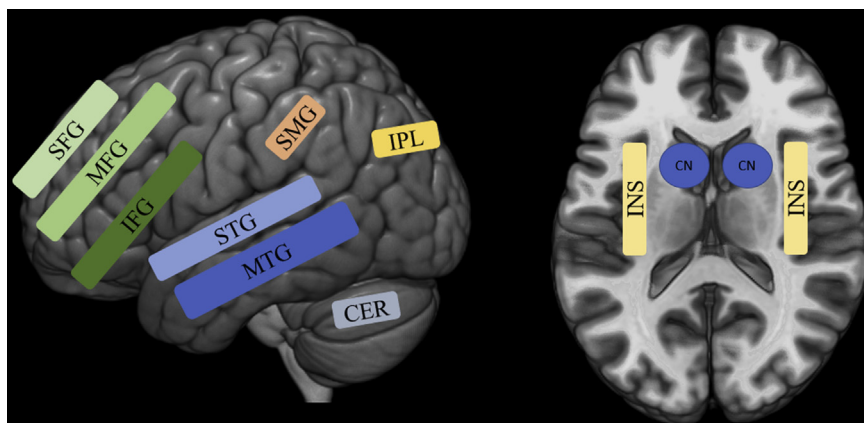 SFG
MFG
IFG
SMG
IPL
STG
MTG
CER
CN
CN
INS
INS